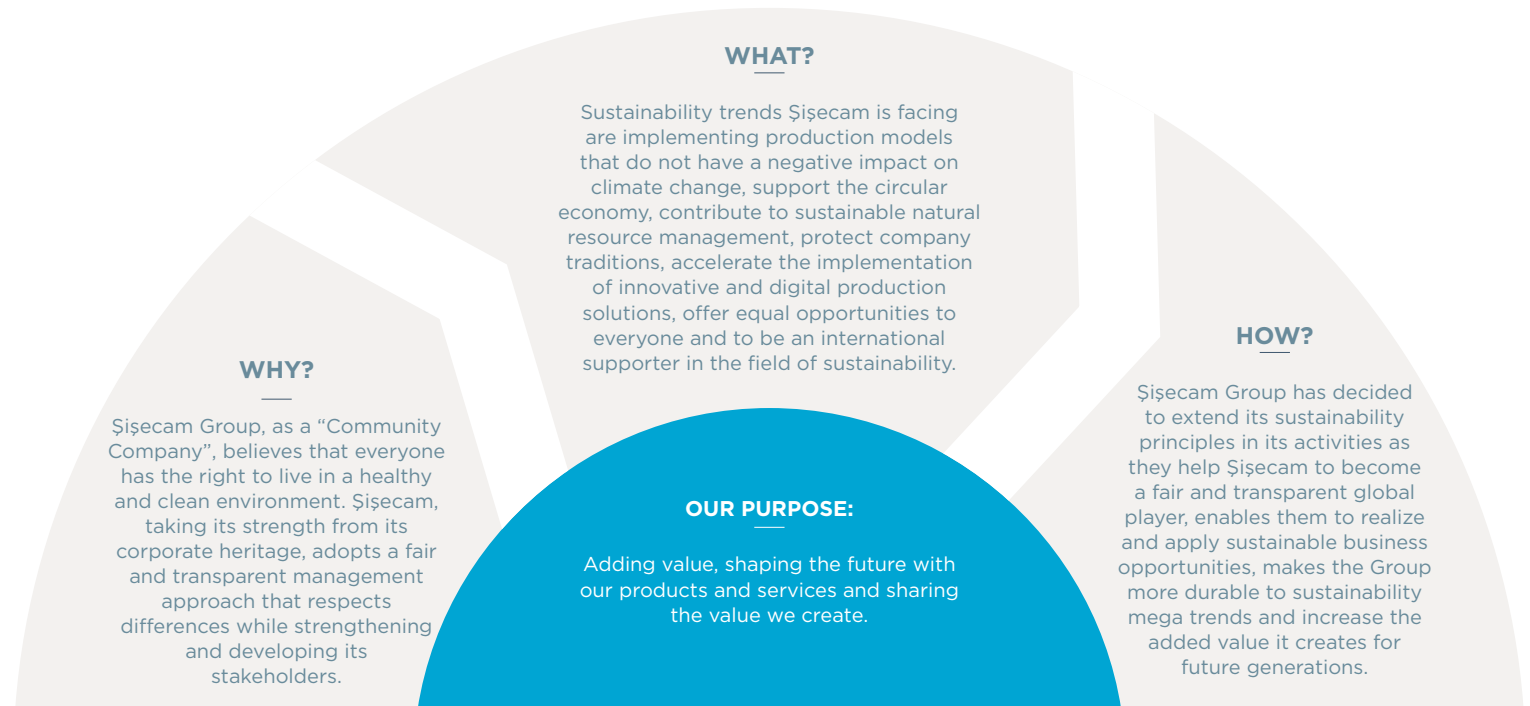 WHAT?
Sustainability trends Şişecam is facing
are implementing production models
that do not have a negative impact on
climate change, support the circular
economy, contribute to sustainable natural
resource management, protect company
traditions, accelerate the implementation
of innovative and digital production
solutions, offer equal opportunities to
everyone and to be an international
supporter in the field of sustainability.
WHY?
Şişecam Group, as a “Community
Company”, believes that everyone
has the right to live in a healthy
and clean environment. Şişecam,
taking its strength from its
corporate heritage, adopts a fair
and transparent management
approach that respects
differences while strengthening
and developing its
stakeholders.
HOW?
Şişecam Group has decided
to extend its sustainability
principles in its activities as
they help Şişecam to become
a fair and transparent global
player, enables them to realize
and apply sustainable business
opportunities, makes the Group
more durable to sustainability
mega trends and increase the
added value it creates for
future generations.
OUR PURPOSE:
Adding value, shaping the future with
our products and services and sharing
the value we create.